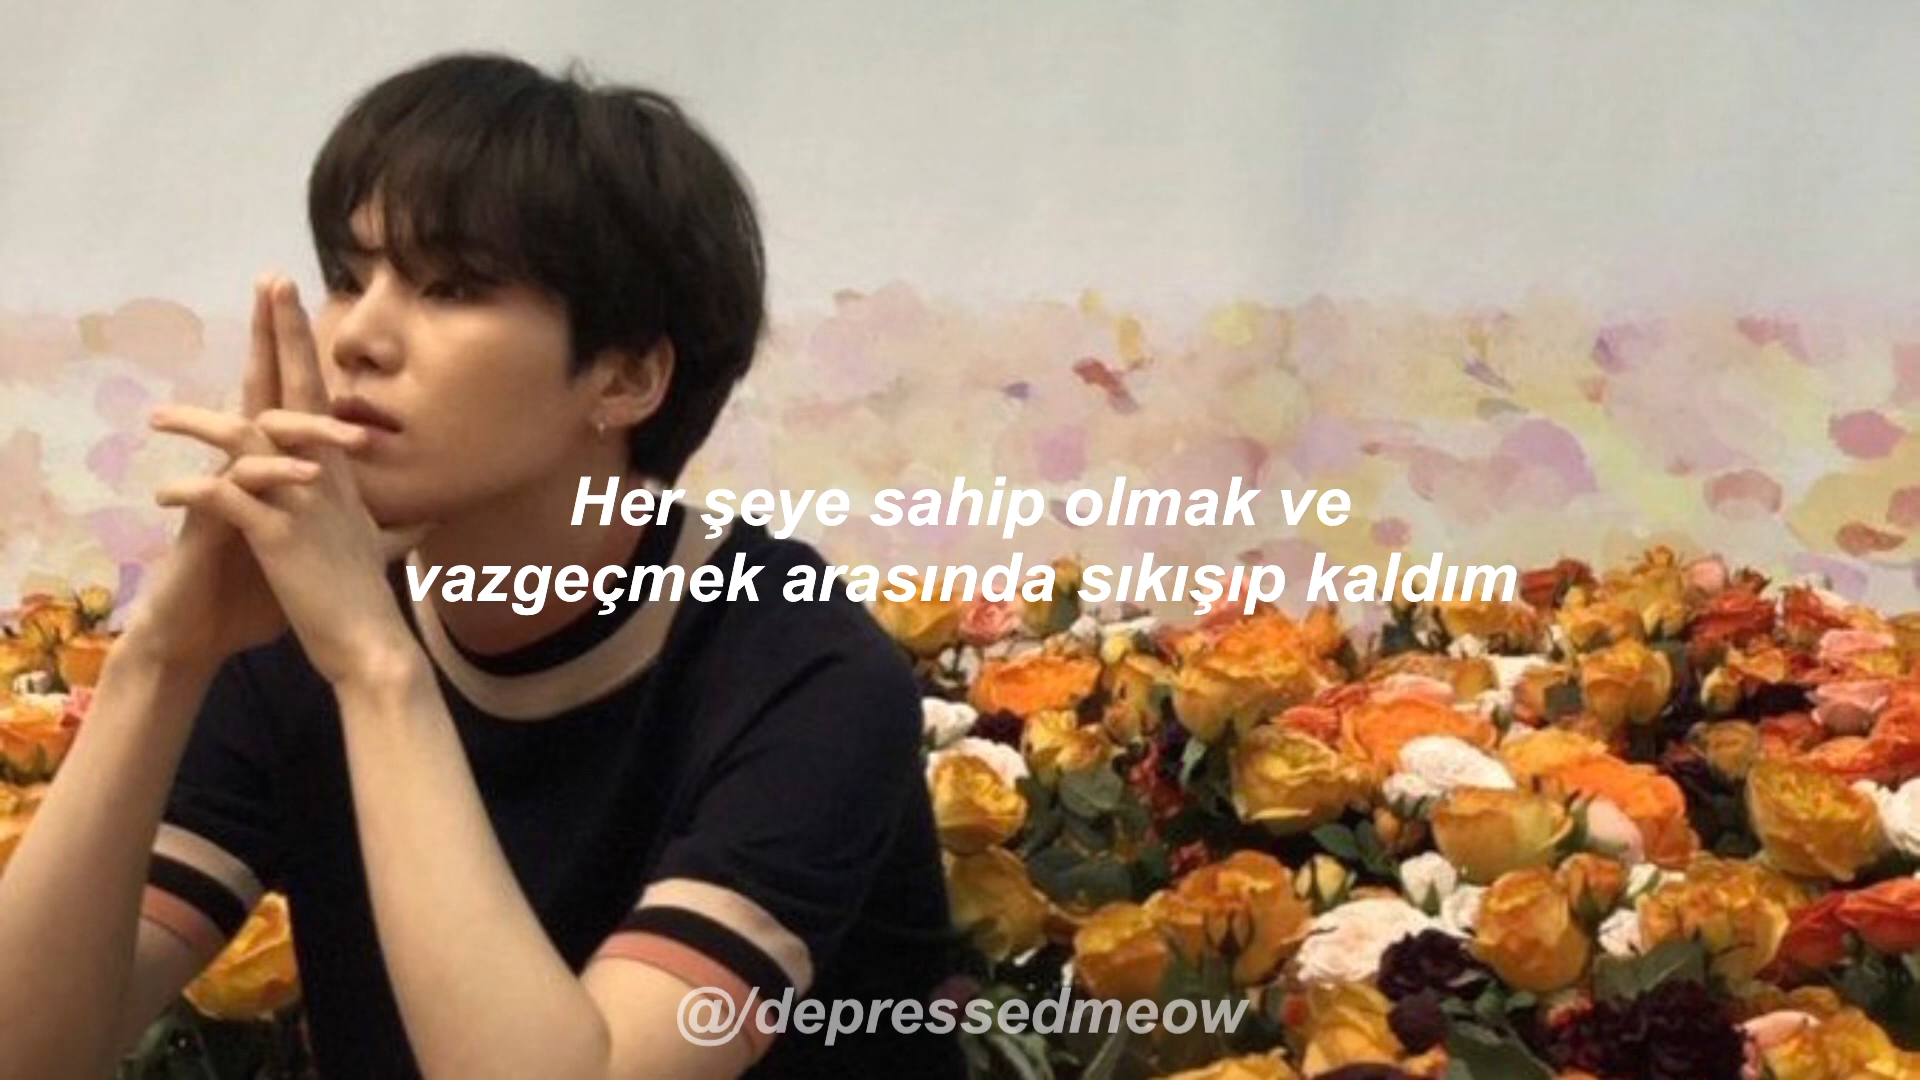 Her şeye sahip olmak ve
vazgeçmek arasında sıkışıp kaldım
@/depressedmeow